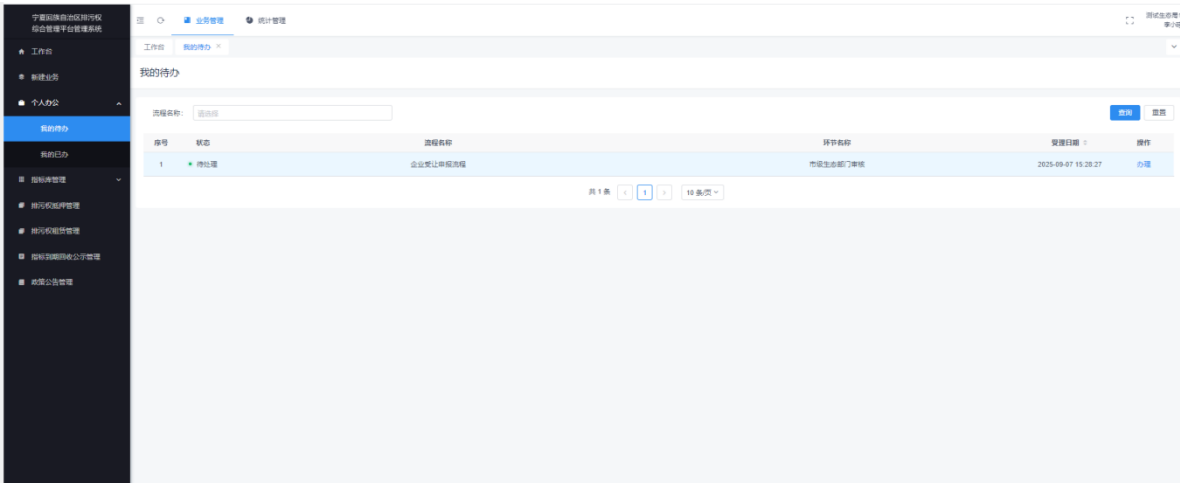 宁夏回族自治区排污权
综合管理平台管理系统
业务管理
统计管理
工作台
新建业务
个人办公
我的待办
我的已办
指标库管理
排污权抵押管理
排污权租赁管理
指标到期回收公示管理
政策公告管理
工作台
我的待办 ×
我的待办
流程名称:
请选择
查询
重置
序号 状态 流程名称 环节名称 受理日期 操作
1 待处理 企业受让申报流程 市级生态部门审核 2025-09-07 15:28:27 办理
共 1 条 < 1 > 10 条/页